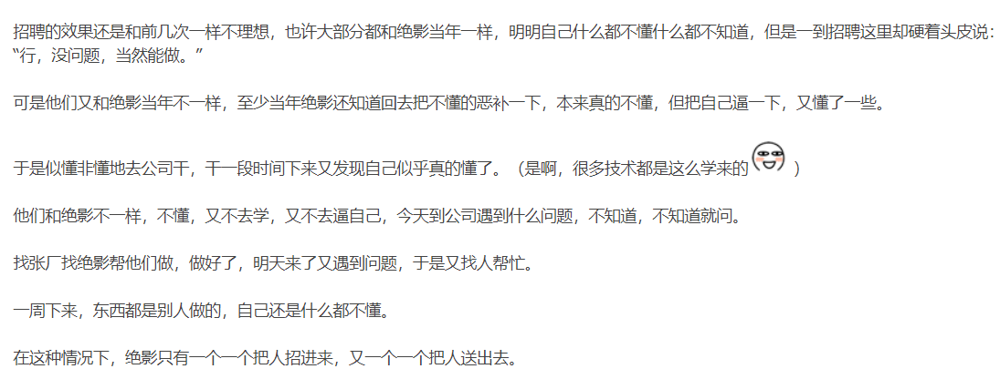 招聘的效果还是和前几次一样不理想，也许大部分都和绝影当年一样，明明自己什么都不懂什么都不知道，但是一到招聘这里却硬着头皮说：
“行，没问题，当然能做。”
可是他们又和绝影当年不一样，至少当年绝影还知道回去把不懂的恶补一下，本来真的不懂，但把自己逼一下，又懂了一些。
于是似懂非懂地去公司干，干一段时间下来又发现自己似乎真的懂了。（是啊，很多技术都是这么学来的 ）
他们和绝影不一样，不懂，又不去学，又不去逼自己，今天到公司遇到什么问题，不知道，不知道就问。
找张厂找绝影帮他们做，做好了，明天来了又遇到问题，于是又找人帮忙。
一周下来，东西都是别人做的，自己还是什么都不懂。
在这种情况下，绝影只有一个一个把人招进来，又一个一个把人送出去。